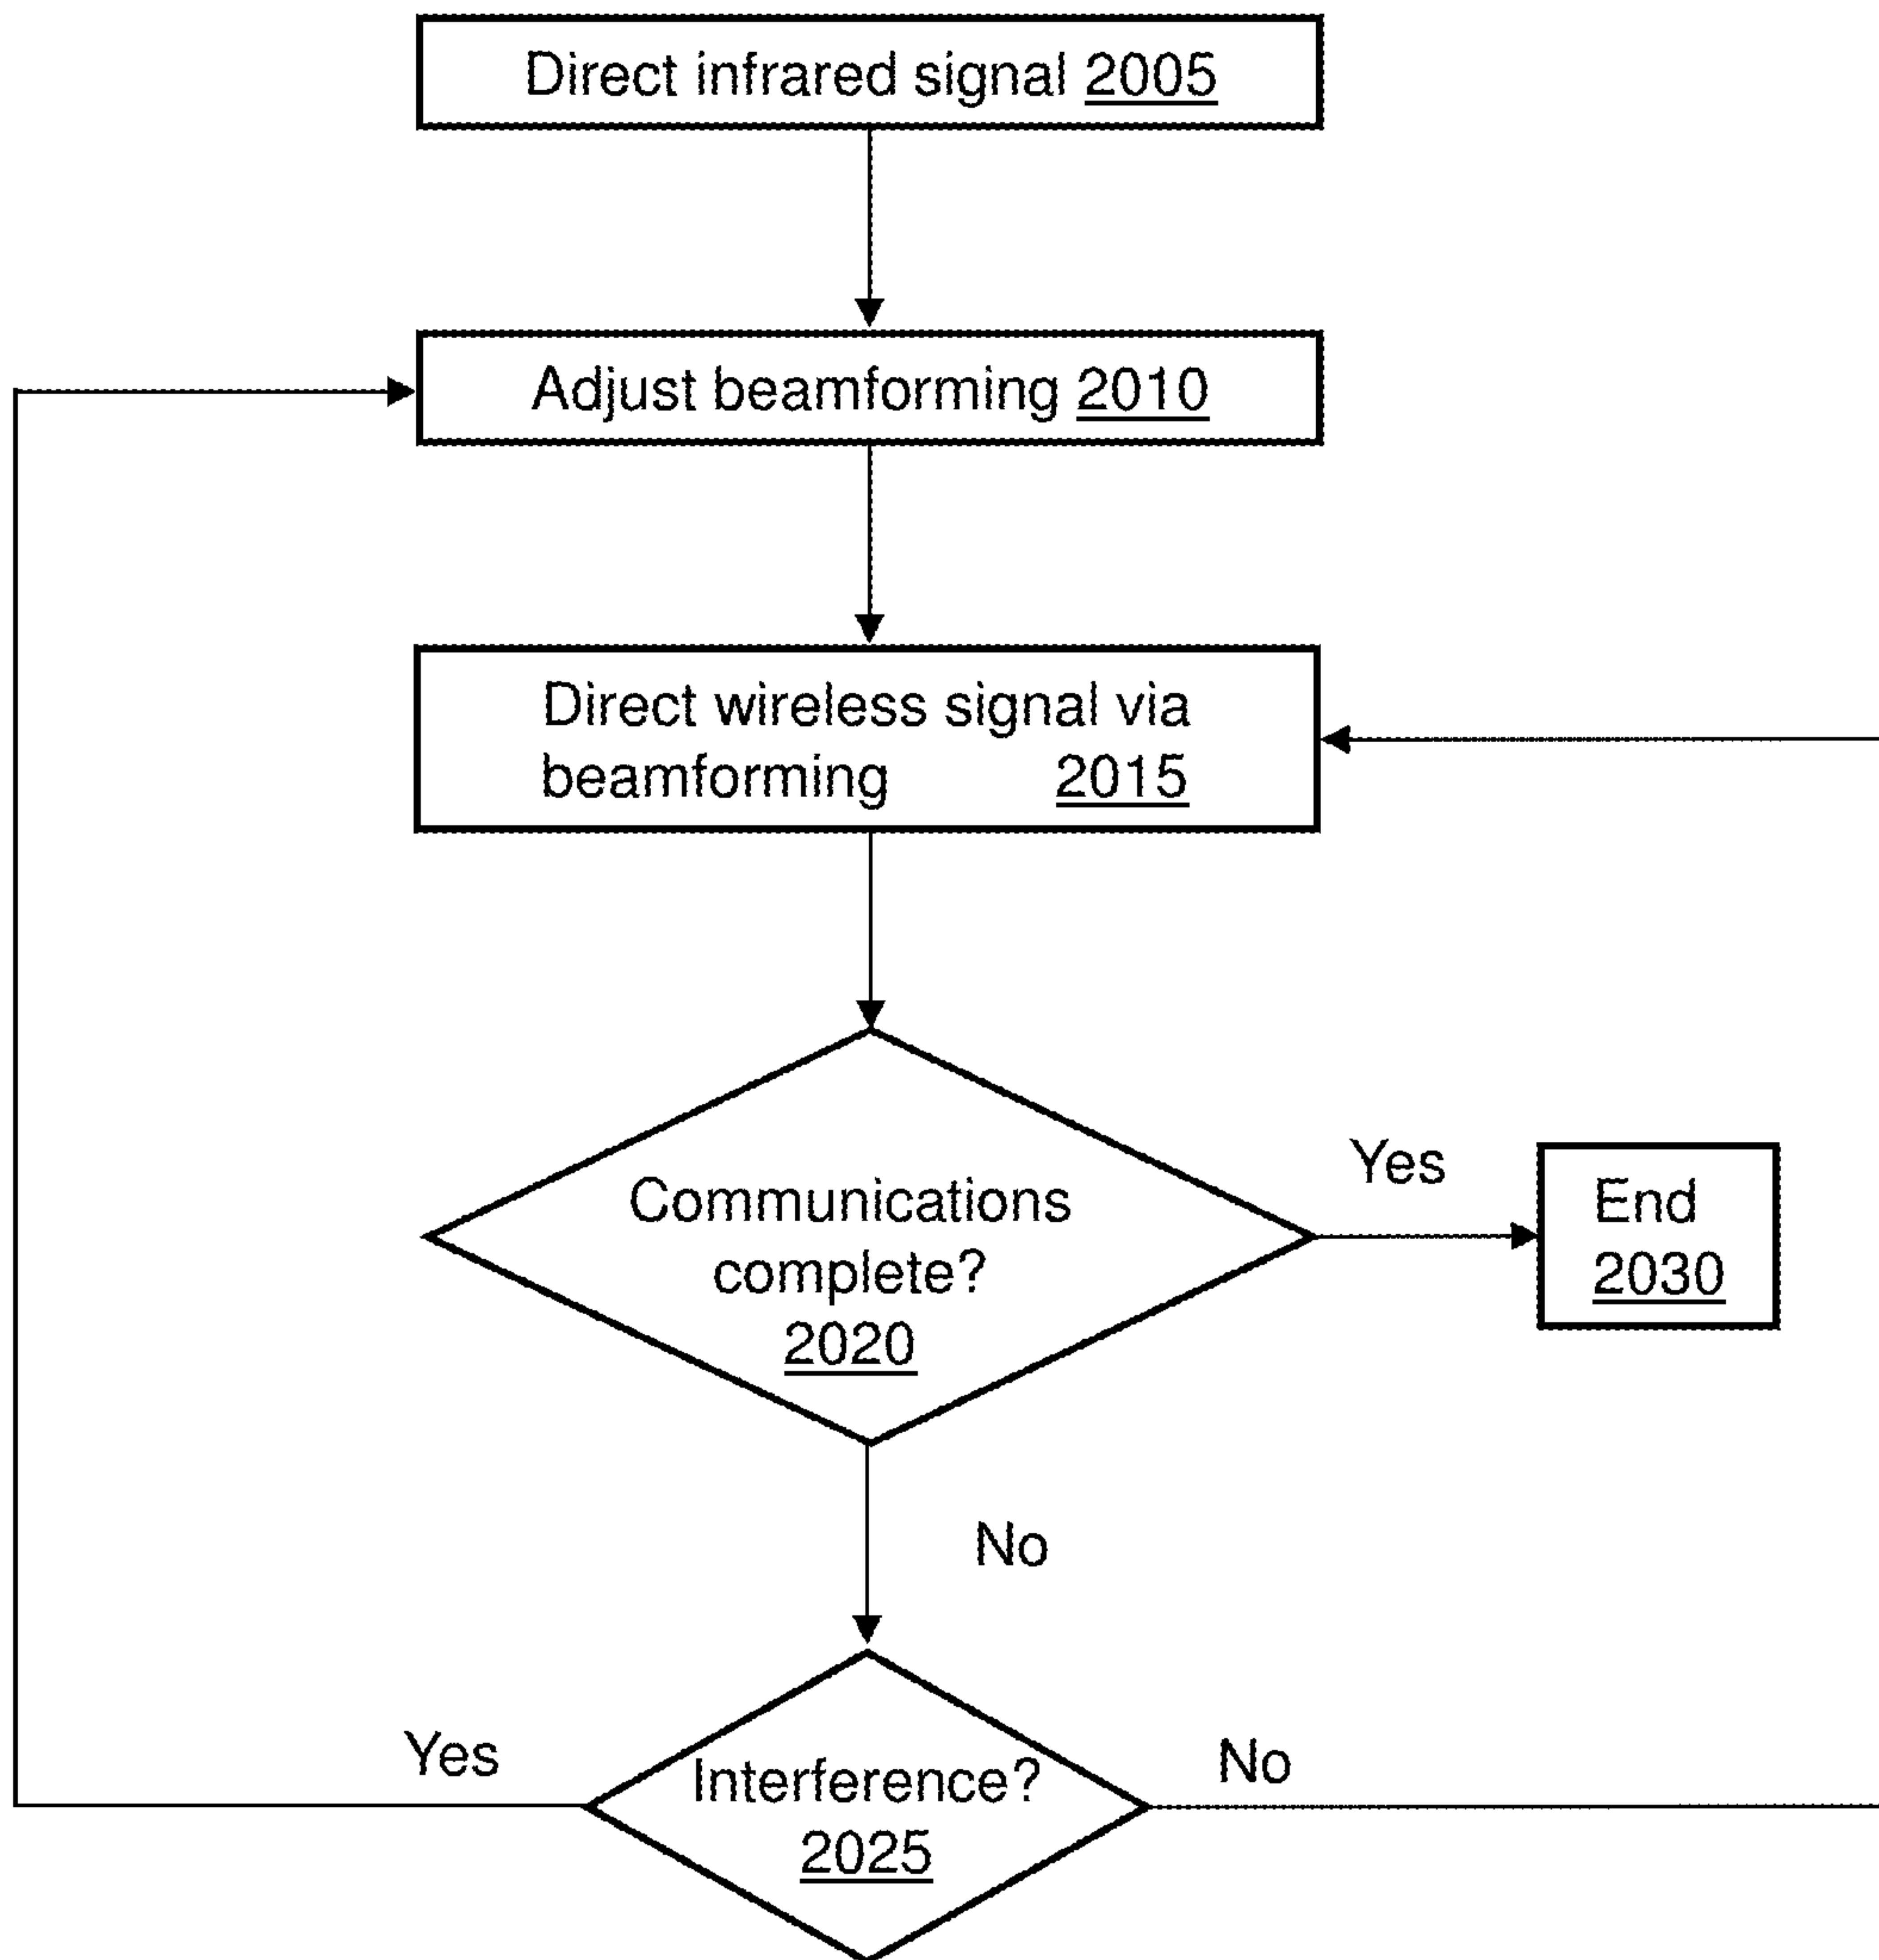 Direct infrared signal 2005
Adjust beamforming 2010
Direct wireless signal via
beamforming 2015
Communications
complete?
2020
Yes
End
2030
No
Yes
Interference?
2025
No